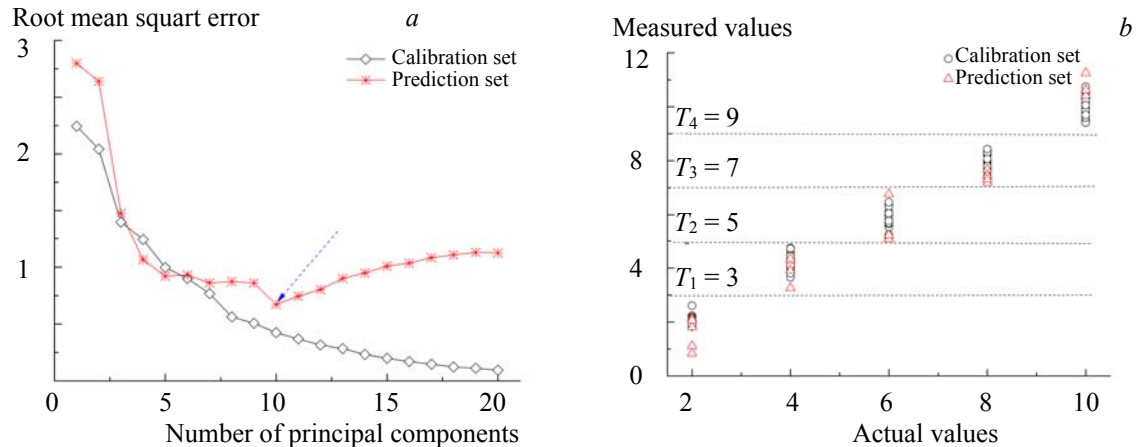 Root mean squart error
a
3
2
1
0
5
10
15
20
Calibration set
Prediction set
Number of principal components
Measured values
b
12
8
4
0
2
4
6
8
10
Calibration set
Prediction set
T4 = 9
T3 = 7
T2 = 5
T1 = 3
Actual values